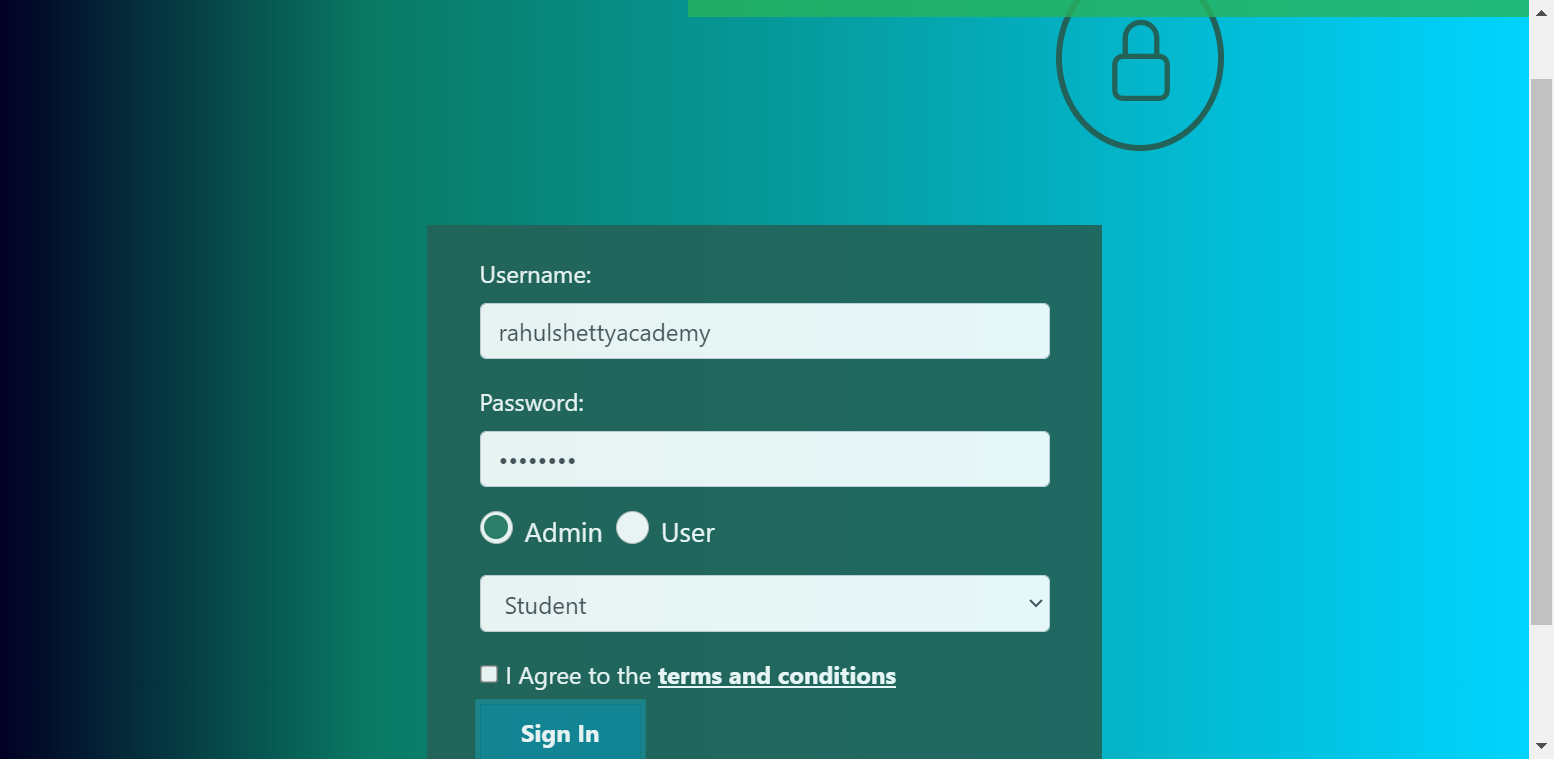 Username:
rahulshettyacademy
Password:
••••••••
Admin User
Student
I Agree to the terms and conditions
Sign In